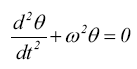 d²θ/dt² + ω²θ = 0